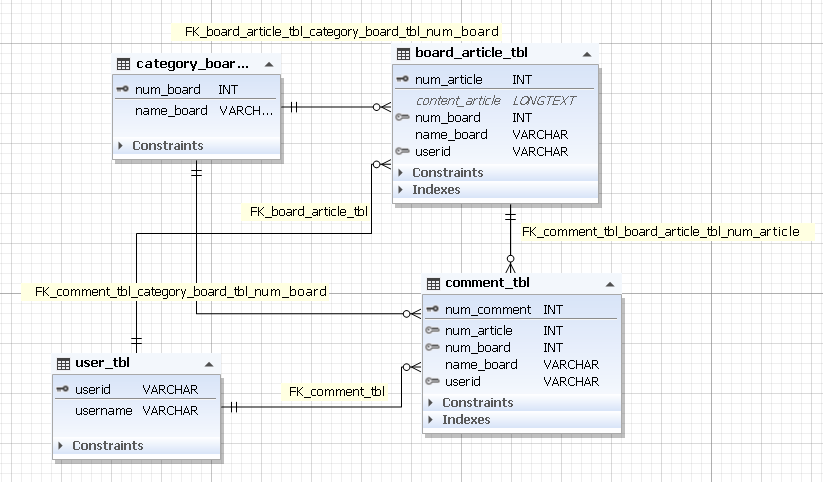 FK_board_article_tbl_category_board_tbl_num_board
category_boar...
num_board INT
name_board VARCH...
Constraints
board_article_tbl
num_article INT
content_article LONGTEXT
num_board INT
name_board VARCHAR
userid VARCHAR
Constraints
Indexes
FK_board_article_tbl
FK_comment_tbl_board_article_tbl_num_article
FK_comment_tbl_category_board_tbl_num_board
comment_tbl
num_comment INT
num_article INT
num_board INT
name_board VARCHAR
userid VARCHAR
Constraints
Indexes
user_tbl
userid VARCHAR
username VARCHAR
Constraints
FK_comment_tbl